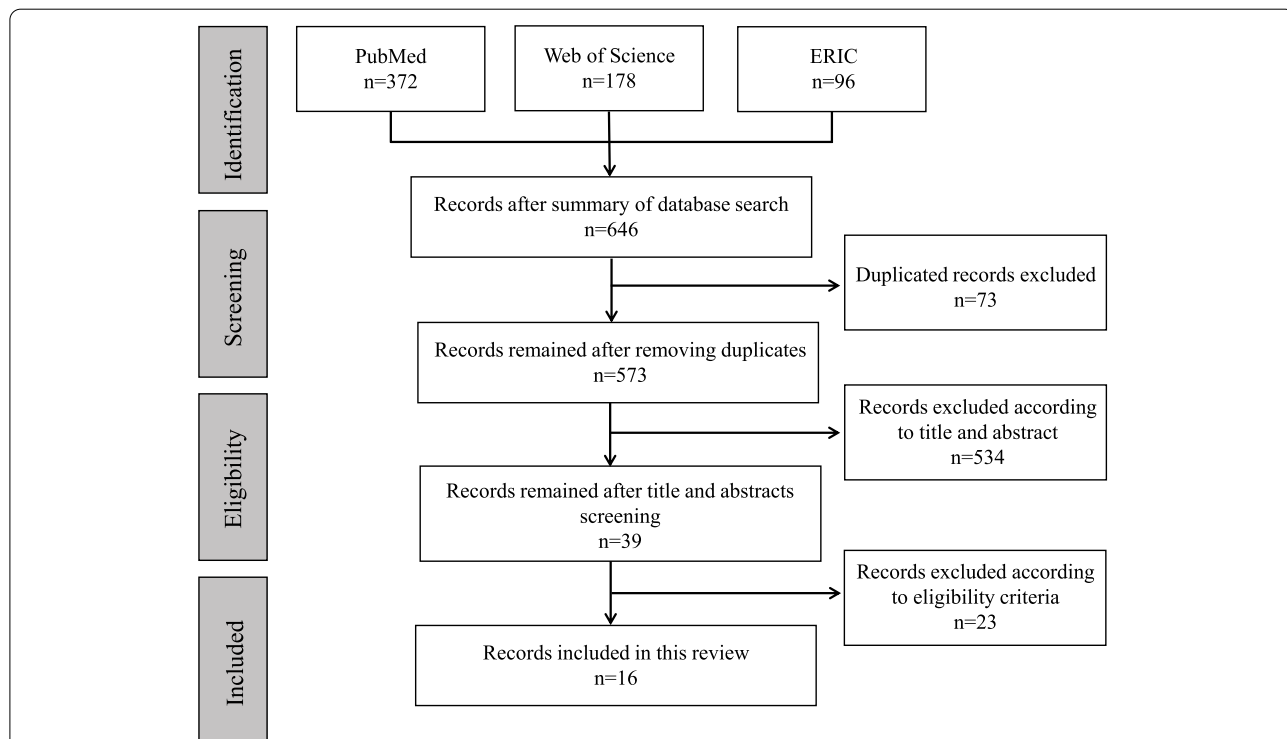 Identification
PubMed
n=372
Web of Science
n=178
ERIC
n=96
Records after summary of database search
n=646
Screening
Duplicated records excluded
n=73
Records remained after removing duplicates
n=573
Eligibility
Records excluded according
to title and abstract
n=534
Records remained after title and abstracts
screening
n=39
Included
Records excluded according
to eligibility criteria
n=23
Records included in this review
n=16